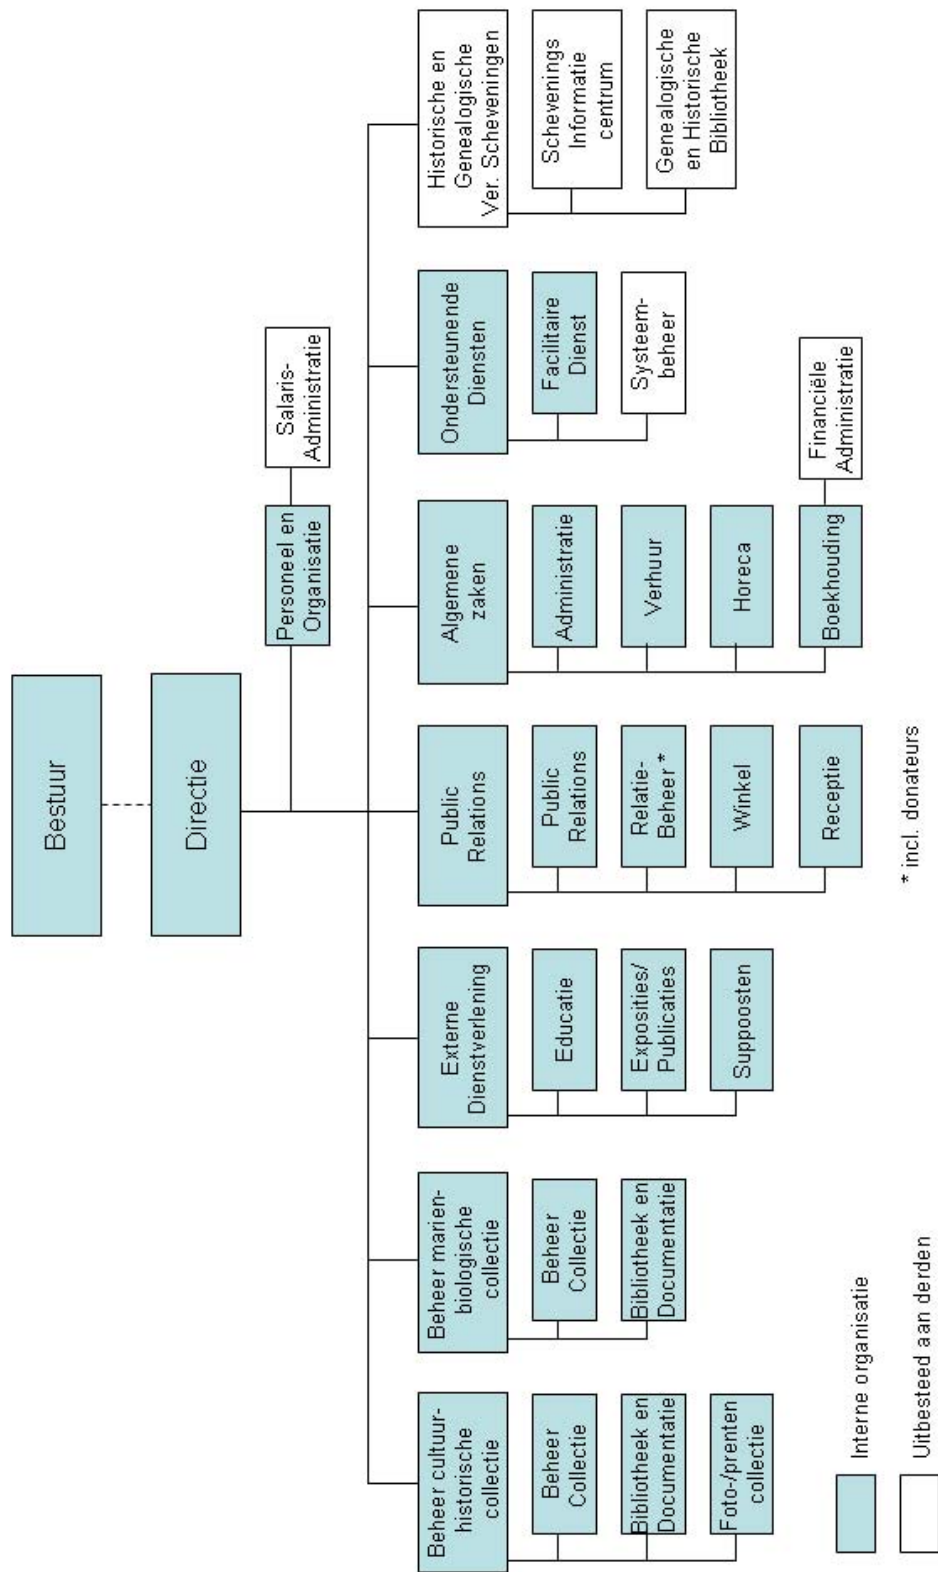 Bestuur
Directie
Personeel en
Organisatie
Salaris-
Administratie
Beheer cultuur-
historische
collectie
Beheer
Collectie
Bibliotheek en
Documentatie
Foto-/prenten
collectie
Beheer marien-
biologische
collectie
Beheer
Collectie
Bibliotheek en
Documentatie
Externe
Dienstverlening
Educatie
Exposities/
Publicaties
Suppoosten
Public
Relations
Public
Relations
Relatie-
Beheer *
Winkel
Receptie
Algemene
zaken
Administratie
Verhuur
Horeca
Boekhouding
Financiële
Administratie
Ondersteunende
Diensten
Facilitaire
Dienst
Systeem-
beheer
Historische en
Genealogische
Ver. Scheveningen
Schevenings
Informatie
centrum
Genealogische
en Historische
Bibliotheek
* incl. donateurs
Interne organisatie
Uitbesteed aan derden